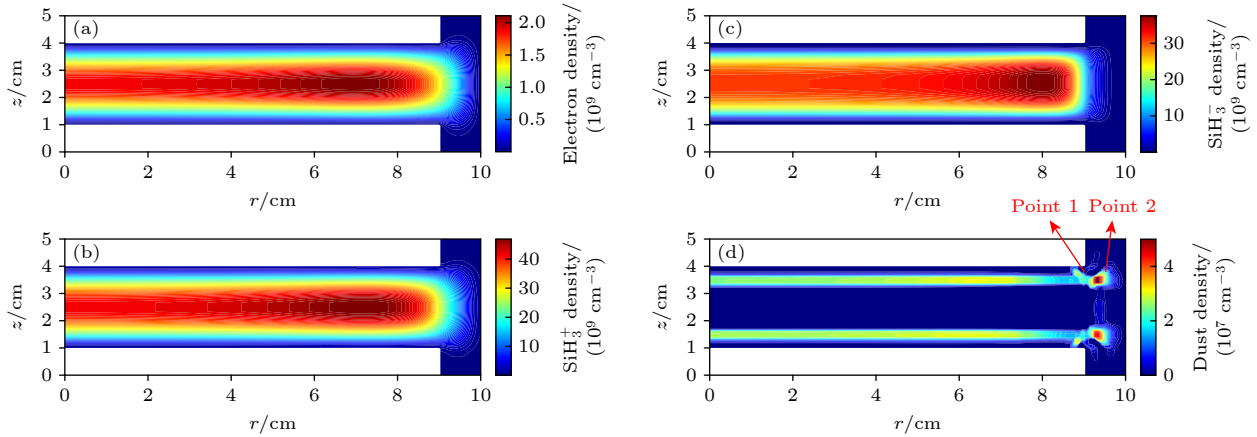 (a)
5
4
3
2
1
0
z/cm
0
2
4
6
8
10
r/cm
2.0
1.5
1.0
0.5
Electron density/
(10⁹ cm⁻³)
(c)
5
4
3
2
1
0
z/cm
0
2
4
6
8
10
r/cm
30
20
10
SiH₃⁻ density/
(10⁹ cm⁻³)
(b)
5
4
3
2
1
0
z/cm
0
2
4
6
8
10
r/cm
40
30
20
10
SiH₃⁺ density/
(10⁹ cm⁻³)
Point 1 Point 2
(d)
5
4
3
2
1
0
z/cm
0
2
4
6
8
10
r/cm
4
2
0
Dust density/
(10⁷ cm⁻³)